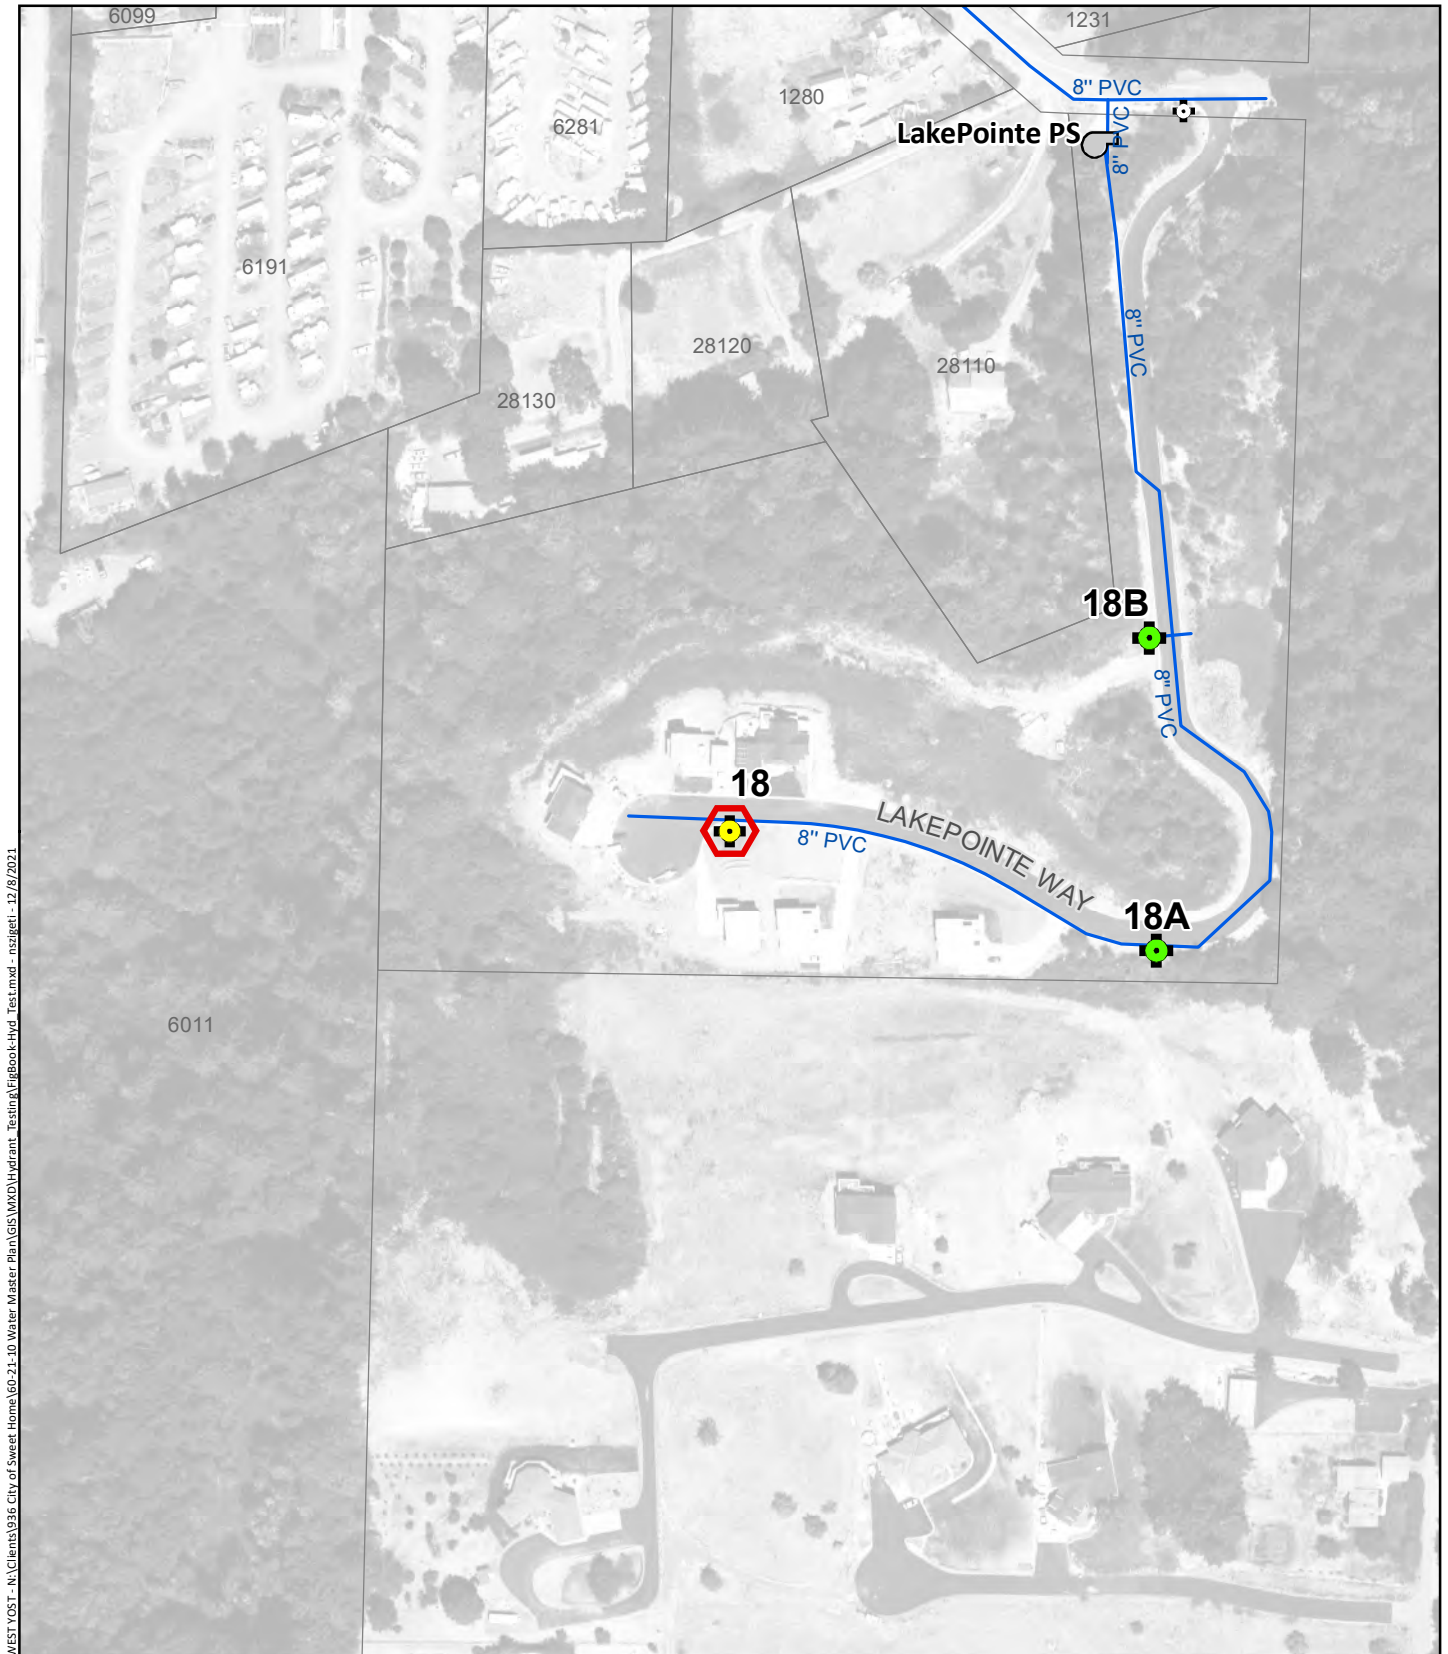 6099
1231
8" PVC
1280
6281
LakePointe PS
8" PVC
6191
8" PVC
28120
28110
28130
18B
8" PVC
18
8" PVC
LAKEPOINTE WAY
18A
6011
WEST YOST - N:\Clients\936 City of Sweet Home\60-21-10 Water Master Plan\GIS\MXD\Hydrant_Testing\FigBook-Hyd_Test.mxd - nszigeti - 12/8/2021